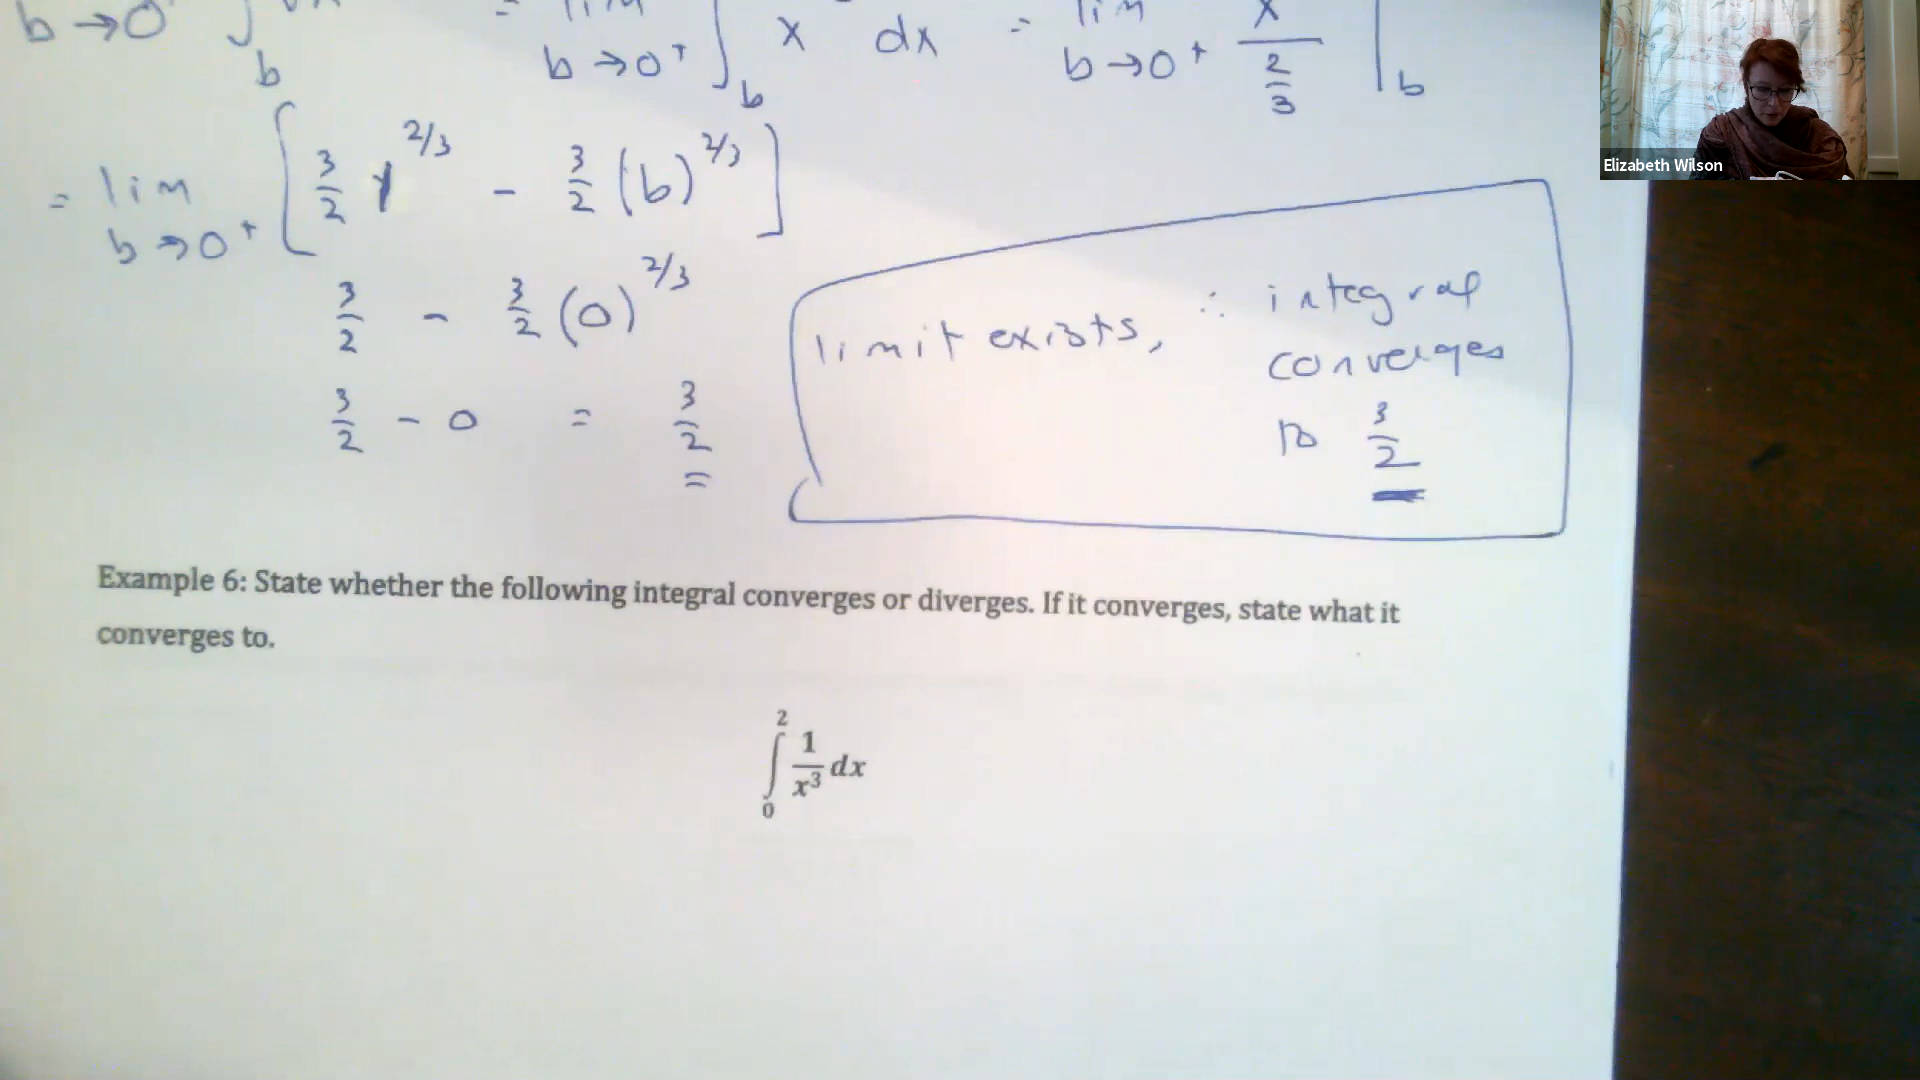 b → 0 ∫ b = lim b → 0⁺ ∫ b x dx = lim b → 0⁺ x / (2/3) | b
= lim b → 0⁺ [ 3/2 1^(2/3) - 3/2 (b)^(2/3) ]
3/2 - 3/2 (0)^(2/3)
3/2 - 0 = 3/2
limit exists, ∴ integral
converges
to 3/2
Example 6: State whether the following integral converges or diverges. If it converges, state what it
converges to.
∫₀² 1/x³ dx
Elizabeth Wilson